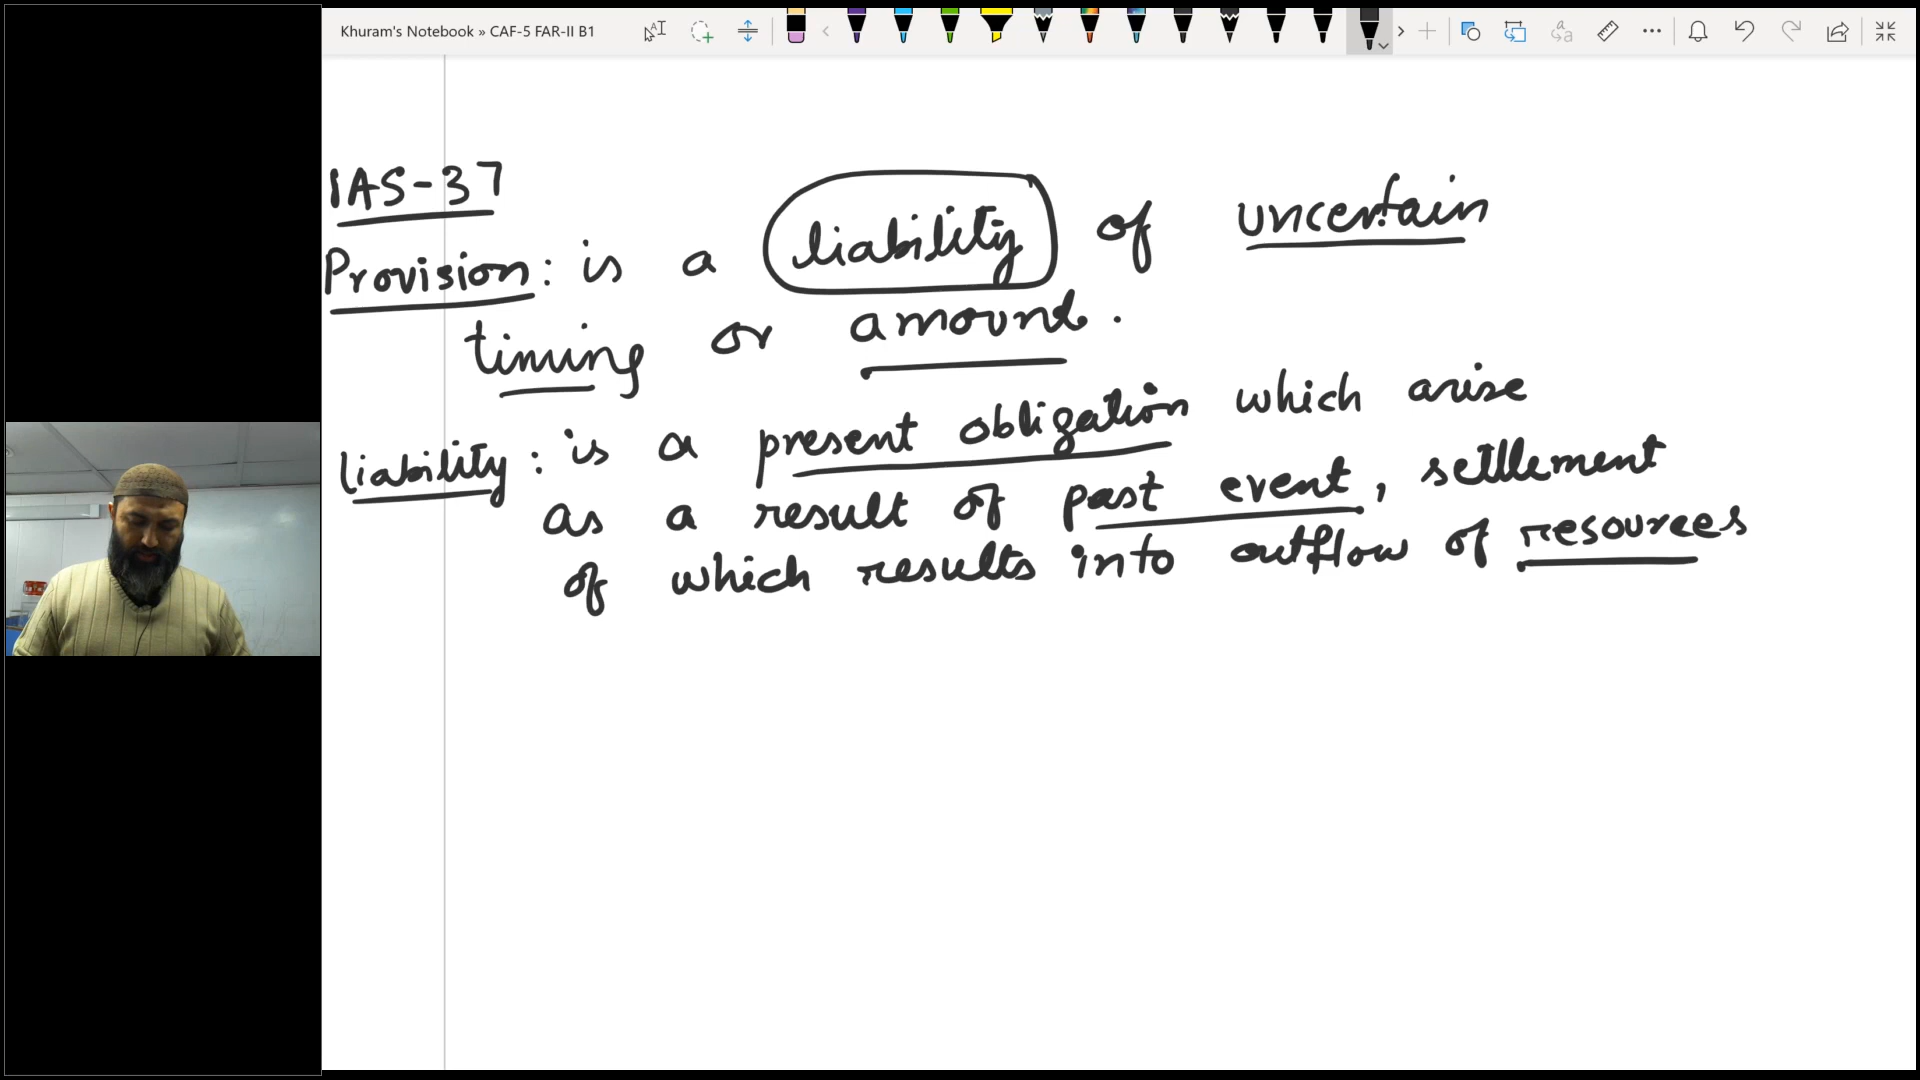 Khuram's Notebook » CAF-5 FAR-II B1
IAS-37
Provision: is a liability of uncertain
timing or amount.
liability: is a present obligation which arise
as a result of past event, settlement
of which results into outflow of resources